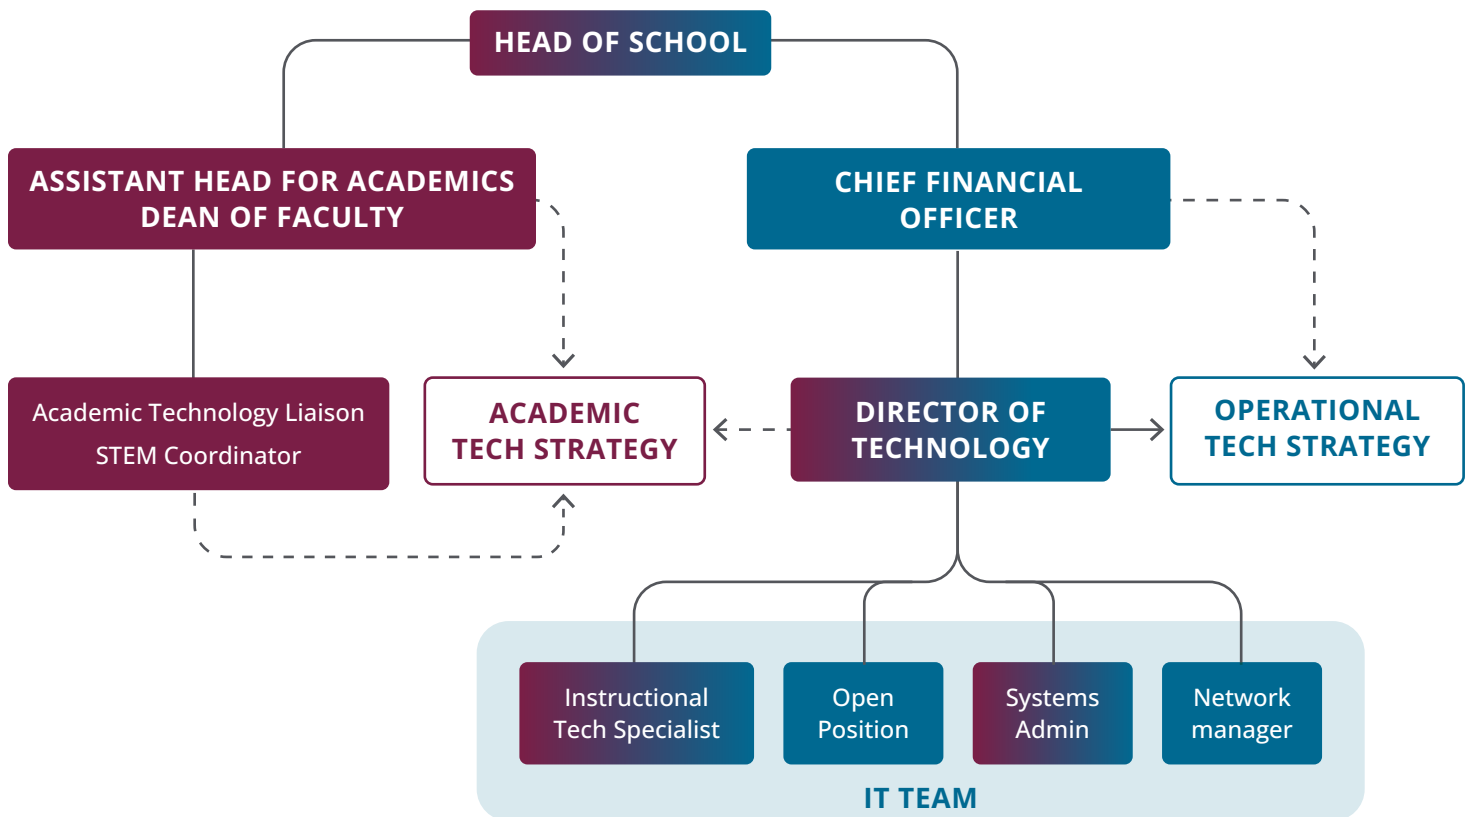 HEAD OF SCHOOL
ASSISTANT HEAD FOR ACADEMICS
DEAN OF FACULTY
CHIEF FINANCIAL
OFFICER
Academic Technology Liaison
STEM Coordinator
ACADEMIC
TECH STRATEGY
DIRECTOR OF
TECHNOLOGY
OPERATIONAL
TECH STRATEGY
Instructional
Tech Specialist
Open
Position
Systems
Admin
Network
manager
IT TEAM